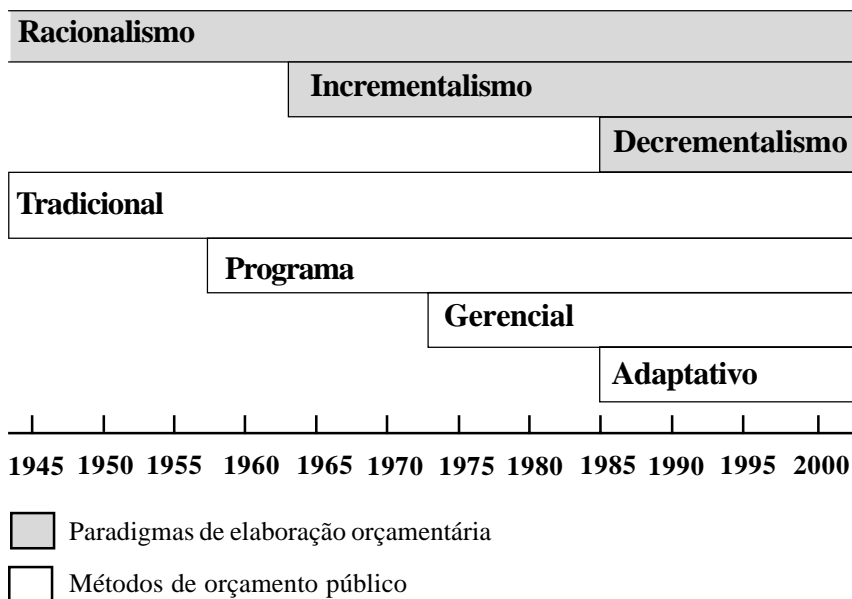 Racionalismo
Incrementalismo
Decrementalismo
Tradicional
Programa
Gerencial
Adaptativo
1945 1950 1955 1960 1965 1970 1975 1980 1985 1990 1995 2000
Paradigmas de elaboração orçamentária
Métodos de orçamento público